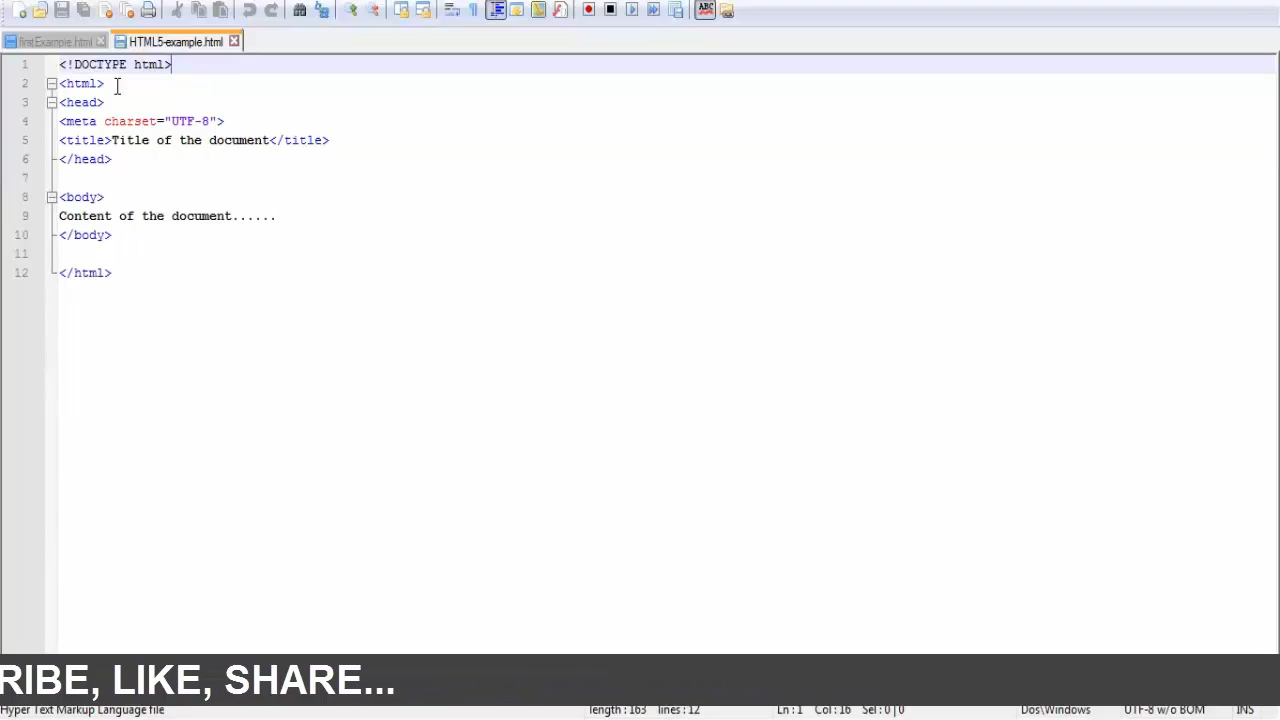 ABC
firstExample.html HTML5-example.html
1 <!DOCTYPE html>
2 <html>
3 <head>
4 <meta charset="UTF-8">
5 <title>Title of the document</title>
6 </head>
7
8 <body>
9 Content of the document......
10 </body>
11
12 </html>
RIBE, LIKE, SHARE...
Hyper Text Markup Language file length : 163 lines : 12 Ln : 1 Col : 16 Sel : 0 | 0 Dos\Windows UTF-8 w/o BOM INS